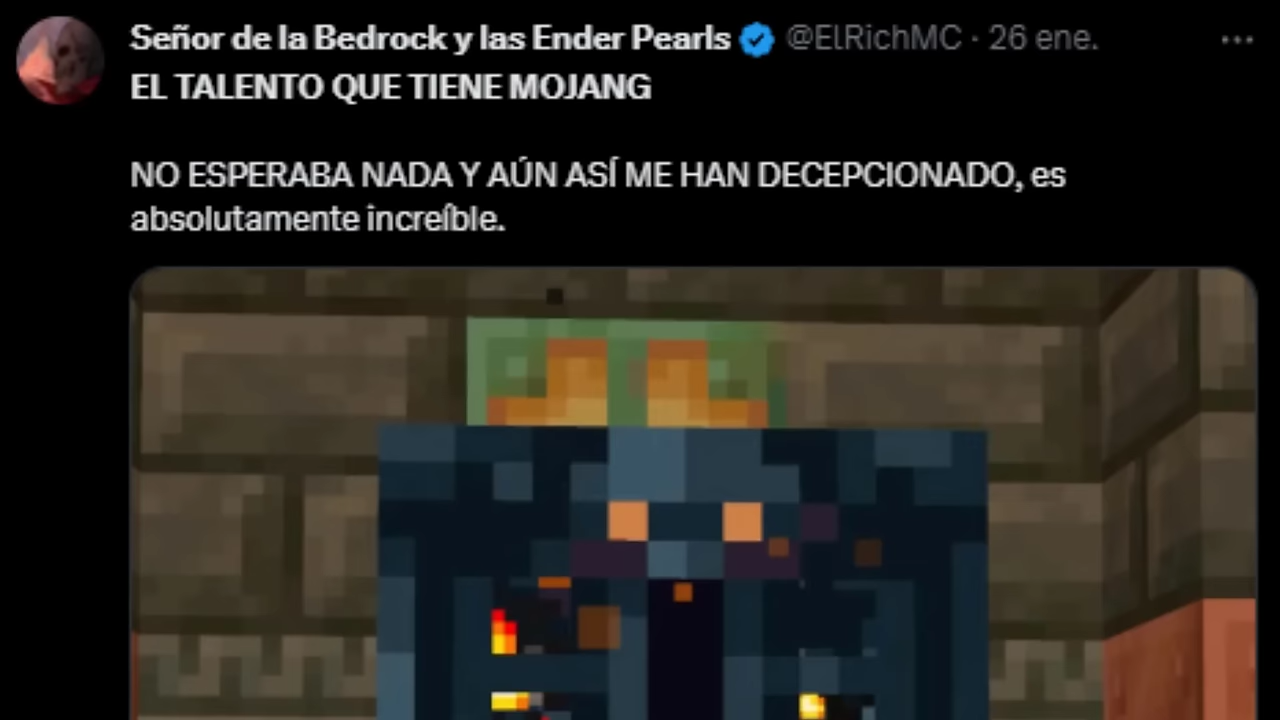 Señor de la Bedrock y las Ender Pearls @ElRichMC · 26 ene.
EL TALENTO QUE TIENE MOJANG
NO ESPERABA NADA Y AÚN ASÍ ME HAN DECEPCIONADO, es
absolutamente increíble.